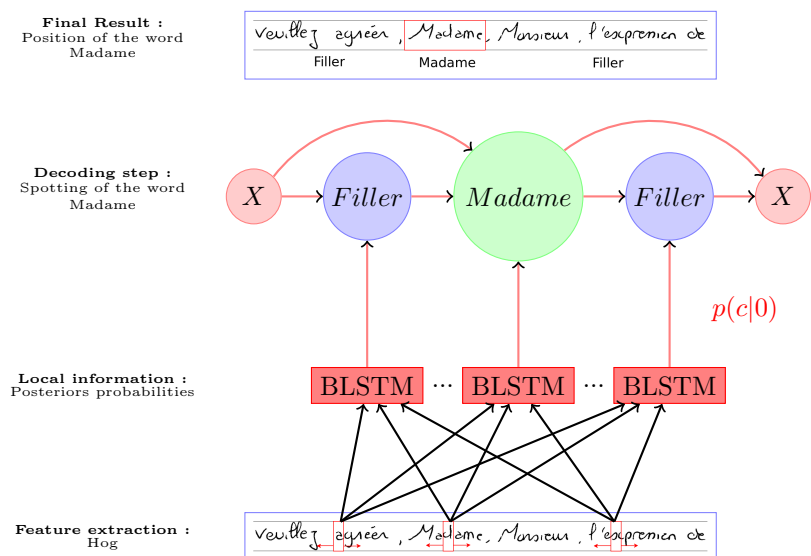 Final Result :
Position of the word
Madame
veuillez agréer, Madame, Monsieur, l'expression de
Filler Madame Filler
Decoding step :
Spotting of the word
Madame
X Filler Madame Filler X
p(c|0)
Local information :
Posteriors probabilities
BLSTM ... BLSTM ... BLSTM
Feature extraction :
Hog
veuillez agréer, Madame, Monsieur, l'expression de